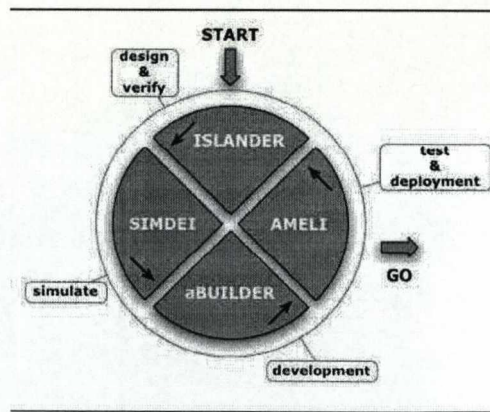 START
design
&
verify
ISLANDER
test
&
deployment
SIMDEI
AMELI
GO
simulate
aBUILDER
development